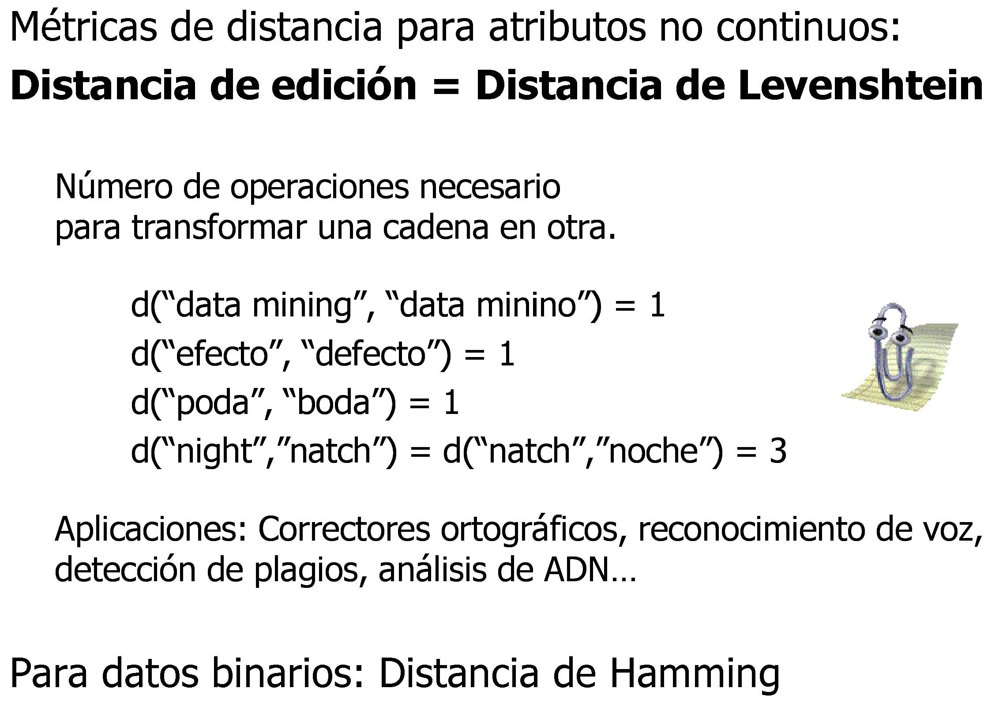 Métricas de distancia para atributos no continuos:
Distancia de edición = Distancia de Levenshtein
Número de operaciones necesario
para transformar una cadena en otra.
d(“data mining”, “data minino”) = 1
d(“efecto”, “defecto”) = 1
d(“poda”, “boda”) = 1
d(“night”,”natch”) = d(“natch”,”noche”) = 3
Aplicaciones: Correctores ortográficos, reconocimiento de voz,
detección de plagios, análisis de ADN…
Para datos binarios: Distancia de Hamming